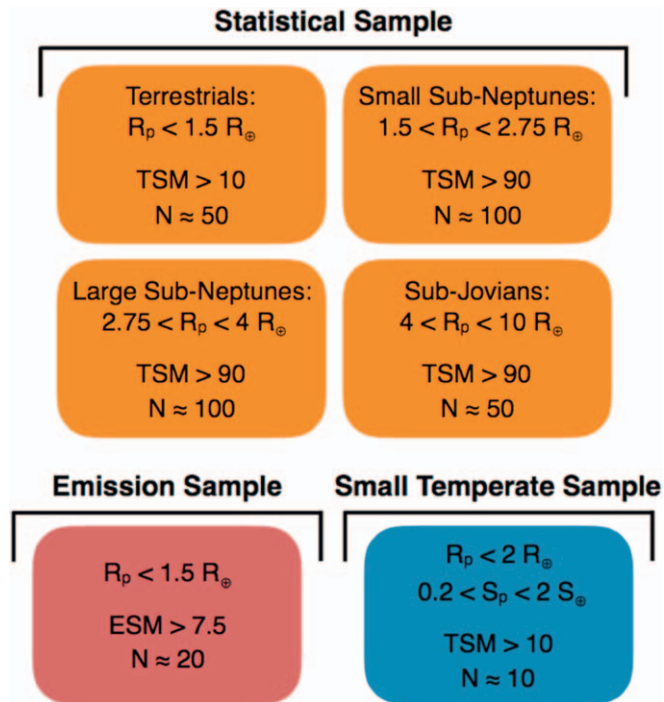 Statistical Sample
Terrestrials:
Rₚ < 1.5 R⊕
TSM > 10
N ≈ 50
Small Sub-Neptunes:
1.5 < Rₚ < 2.75 R⊕
TSM > 90
N ≈ 100
Large Sub-Neptunes:
2.75 < Rₚ < 4 R⊕
TSM > 90
N ≈ 100
Sub-Jovians:
4 < Rₚ < 10 R⊕
TSM > 90
N ≈ 50
Emission Sample
Rₚ < 1.5 R⊕
ESM > 7.5
N ≈ 20
Small Temperate Sample
Rₚ < 2 R⊕
0.2 < Sₚ < 2 S⊕
TSM > 10
N ≈ 10